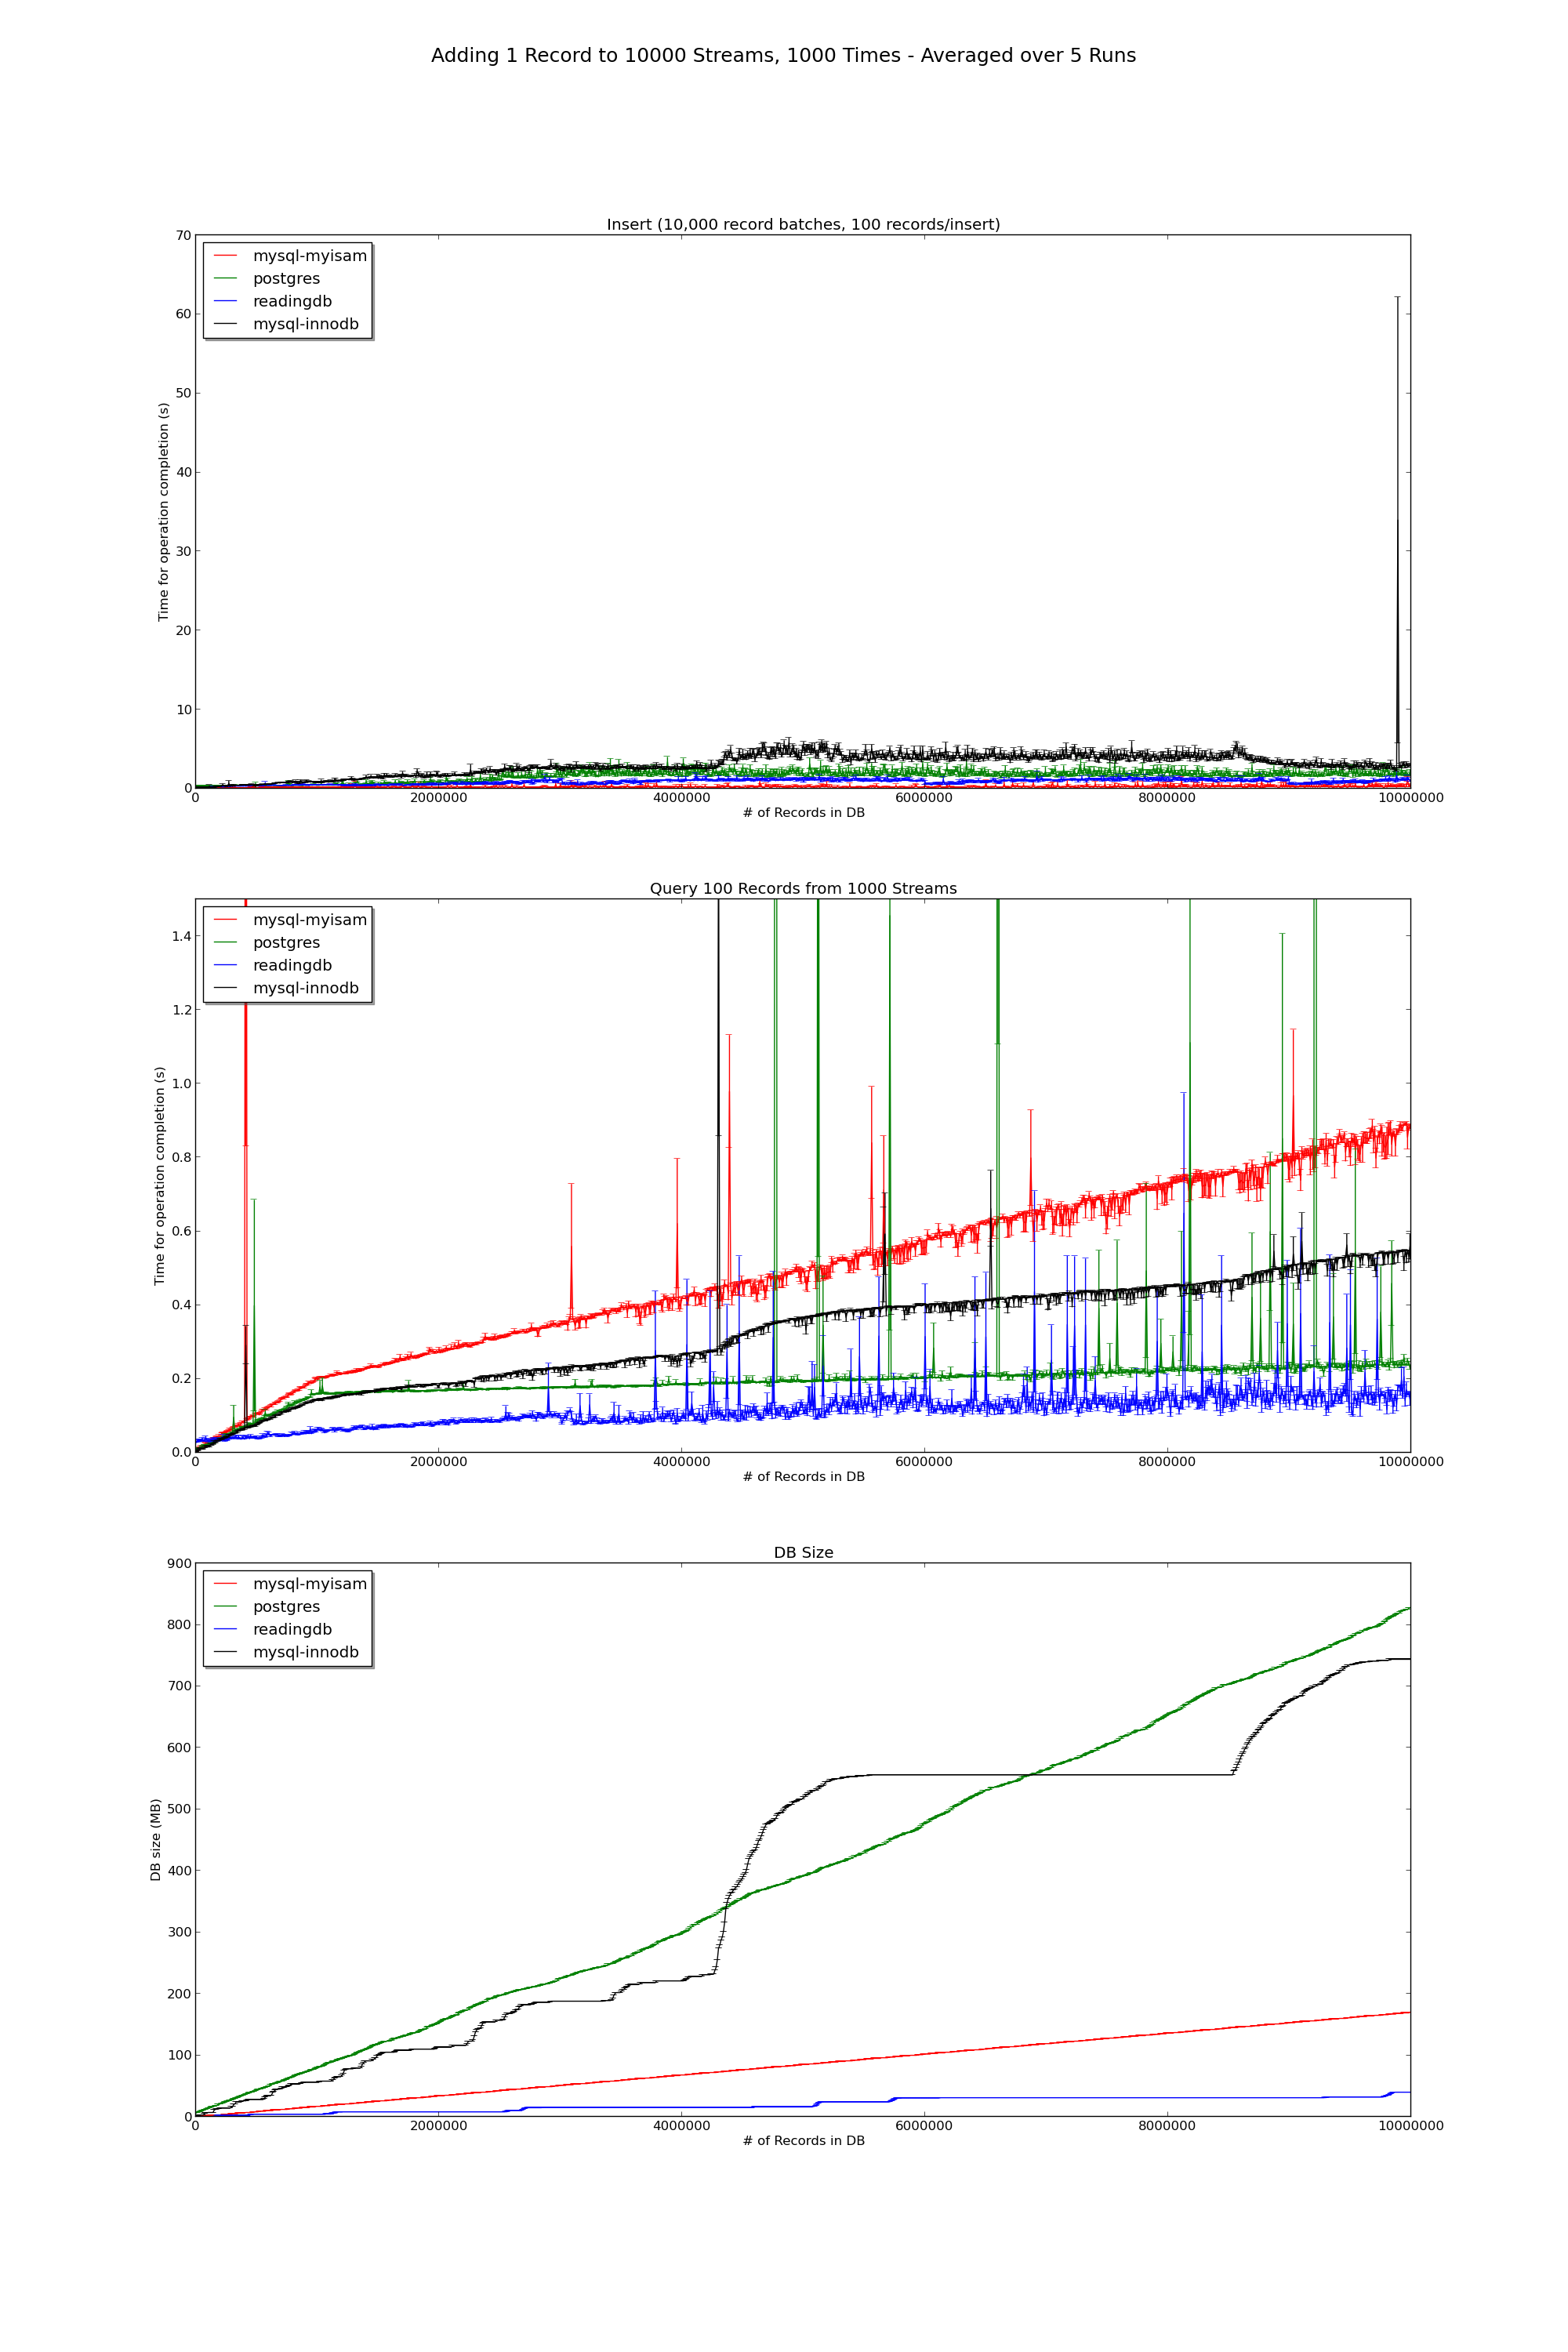 Adding 1 Record to 10000 Streams, 1000 Times - Averaged over 5 Runs
Insert (10,000 record batches, 100 records/insert)
70
60
50
40
30
20
10
0
Time for operation completion (s)
mysql-myisam
postgres
readingdb
mysql-innodb
0 2000000 4000000 6000000 8000000 10000000
# of Records in DB
Query 100 Records from 1000 Streams
1.4
1.2
1.0
0.8
0.6
0.4
0.2
0.0
Time for operation completion (s)
mysql-myisam
postgres
readingdb
mysql-innodb
0 2000000 4000000 6000000 8000000 10000000
# of Records in DB
DB Size
900
800
700
600
500
400
300
200
100
0
DB size (MB)
mysql-myisam
postgres
readingdb
mysql-innodb
0 2000000 4000000 6000000 8000000 10000000
# of Records in DB